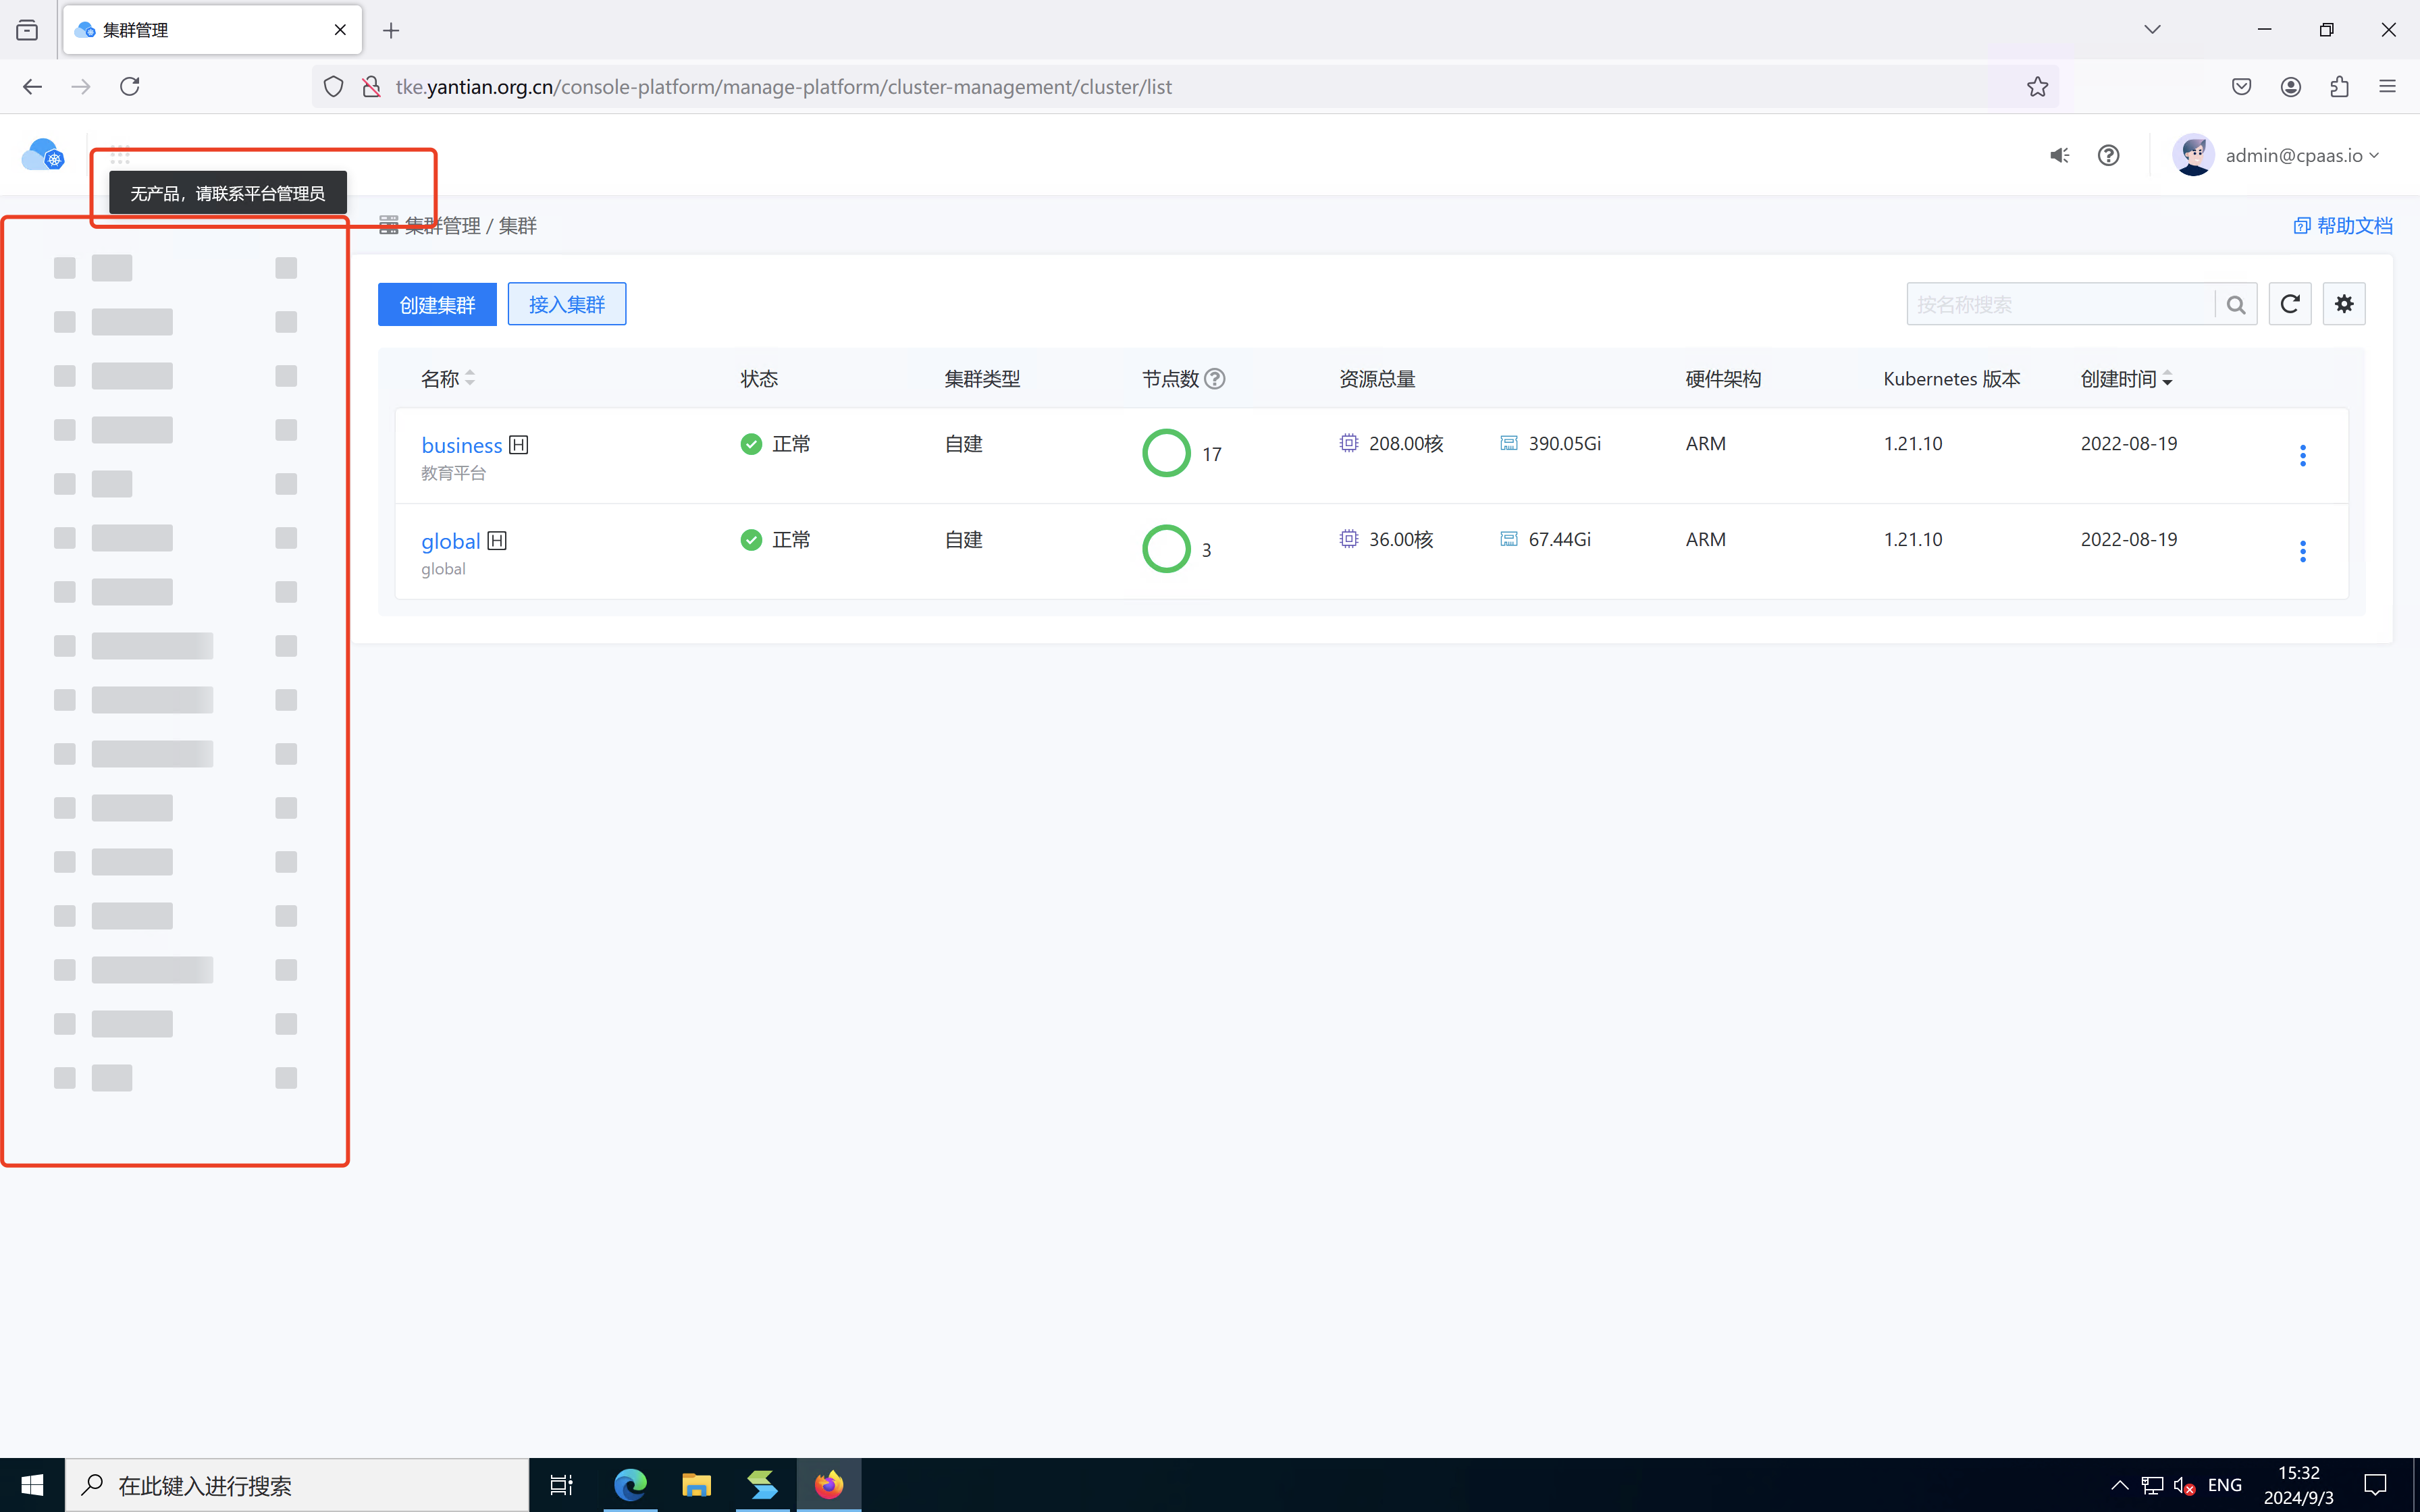 集群管理
tke.yantian.org.cn/console-platform/manage-platform/cluster-management/cluster/list
admin@cpaas.io
无产品，请联系平台管理员
集群管理 / 集群
帮助文档
创建集群
接入集群
按名称搜索
名称 状态 集群类型 节点数 资源总量 硬件架构 Kubernetes 版本 创建时间
business H 正常 自建 17 208.00核 390.05Gi ARM 1.21.10 2022-08-19
教育平台
global H 正常 自建 3 36.00核 67.44Gi ARM 1.21.10 2022-08-19
global
在此键入进行搜索
ENG
15:32
2024/9/3